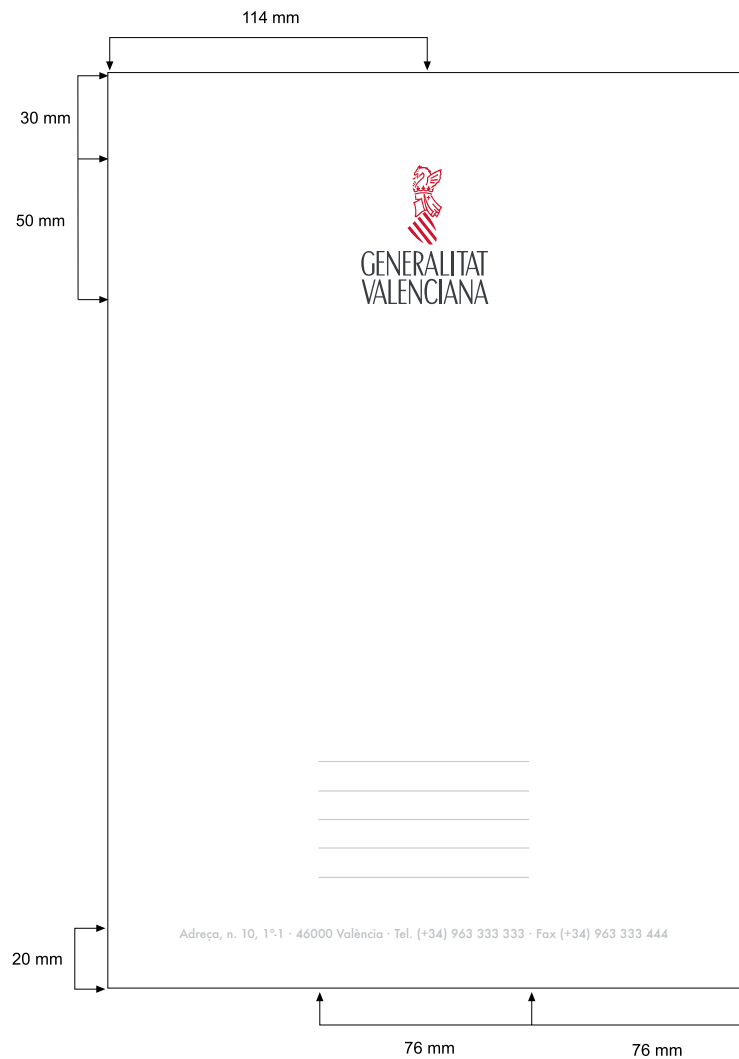 114 mm
30 mm
50 mm
GENERALITAT
VALENCIANA
Adreça, n. 10, 1º-1 · 46000 València · Tel. (+34) 963 333 333 · Fax (+34) 963 333 444
20 mm
76 mm
76 mm